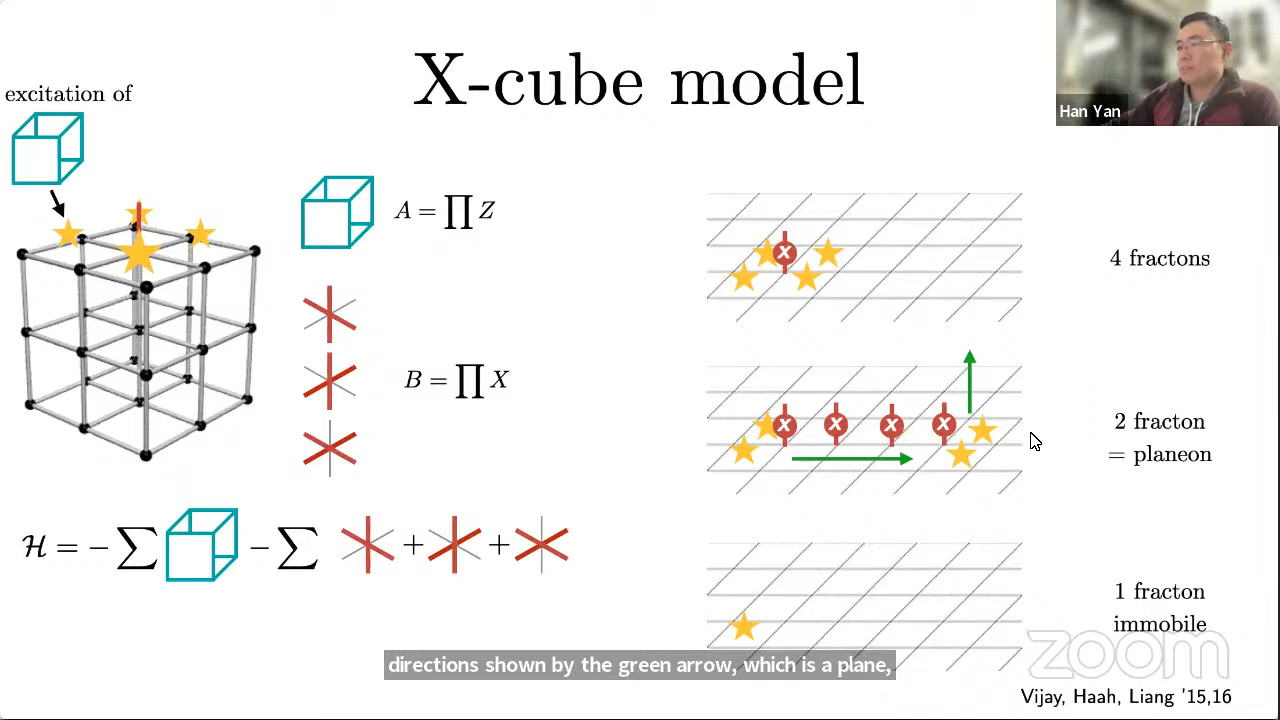 X-cube model
Han Yan
excitation of
A = ∏ Z
B = ∏ X
ℋ = − ∑ − ∑ + +
x
4 fractons
x x x x
2 fracton
= planeon
1 fracton
immobile
zoom
directions shown by the green arrow, which is a plane,
Vijay, Haah, Liang '15,16